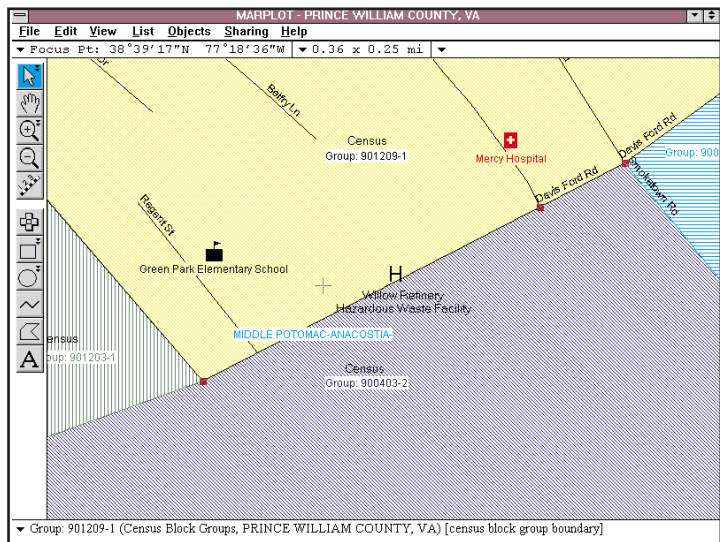 MARPLOT - PRINCE WILLIAM COUNTY, VA
File Edit View List Objects Sharing Help
Focus Pt: 38°39'17"N 77°18'36"W 0.36 x 0.25 mi
Dr
Belfry Ln
Census
Group: 901209-1
Mercy Hospital
Davis Ford Rd
Davis Ford Rd
Group: 900
Smoketown Rd
Regent St
Green Park Elementary School
H
Willow Refinery
Hazardous Waste Facility
MIDDLE POTOMAC-ANACOSTIA-
ensus
oup: 901203-1
Census
Group: 900403-2
1 2 3
A
Group: 901209-1 (Census Block Groups, PRINCE WILLIAM COUNTY, VA) [census block group boundary]